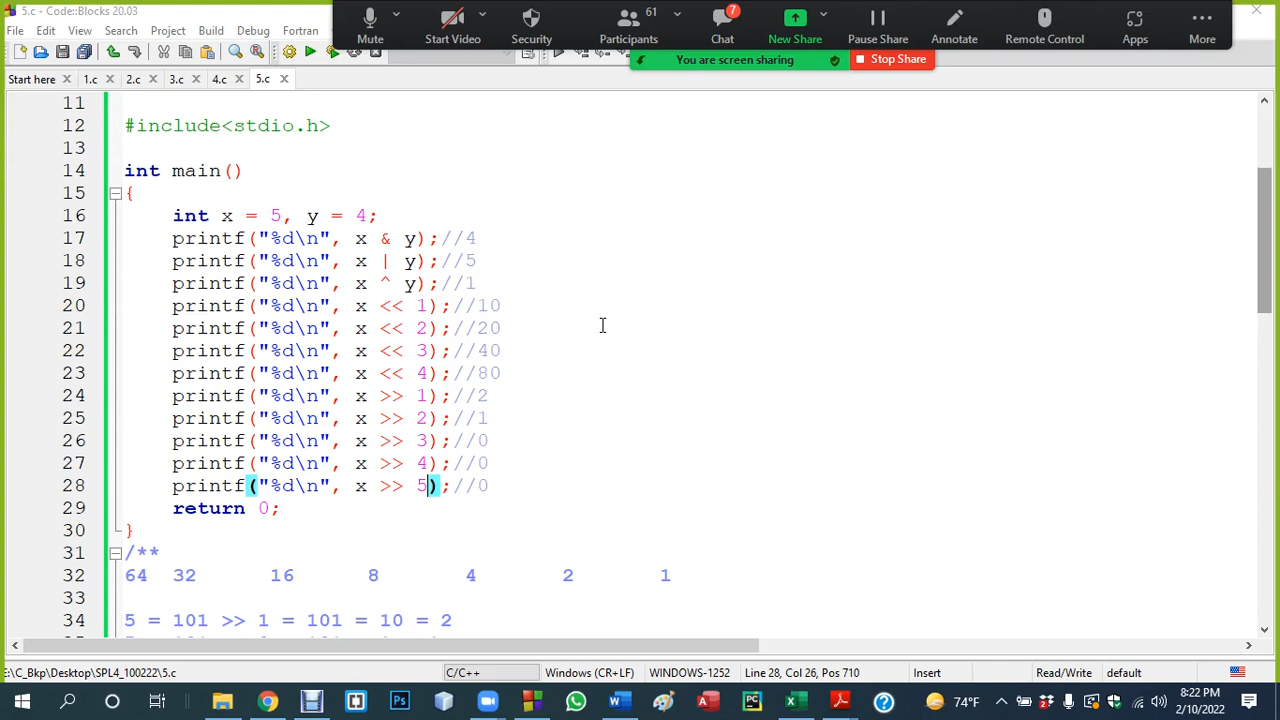 5.c - Code::Blocks 20.03
File Edit View Search Project Build Debug Fortran
Mute Start Video Security 61 Participants 7 Chat New Share Pause Share Annotate Remote Control Apps More
You are screen sharing Stop Share
Start here 1.c 2.c 3.c 4.c 5.c
11
12 #include<stdio.h>
13
14 int main()
15 {
16 int x = 5, y = 4;
17 printf("%d\n", x & y);//4
18 printf("%d\n", x | y);//5
19 printf("%d\n", x ^ y);//1
20 printf("%d\n", x << 1);//10
21 printf("%d\n", x << 2);//20
22 printf("%d\n", x << 3);//40
23 printf("%d\n", x << 4);//80
24 printf("%d\n", x >> 1);//2
25 printf("%d\n", x >> 2);//1
26 printf("%d\n", x >> 3);//0
27 printf("%d\n", x >> 4);//0
28 printf("%d\n", x >> 5);//0
29 return 0;
30 }
31 /**
32 64 32 16 8 4 2 1
33
34 5 = 101 >> 1 = 101 = 10 = 2
E:\C_Bkp\Desktop\SPL4_100222\5.c C/C++ Windows (CR+LF) WINDOWS-1252 Line 28, Col 26, Pos 710 Insert Read/Write default
74°F 8:22 PM
2/10/2022